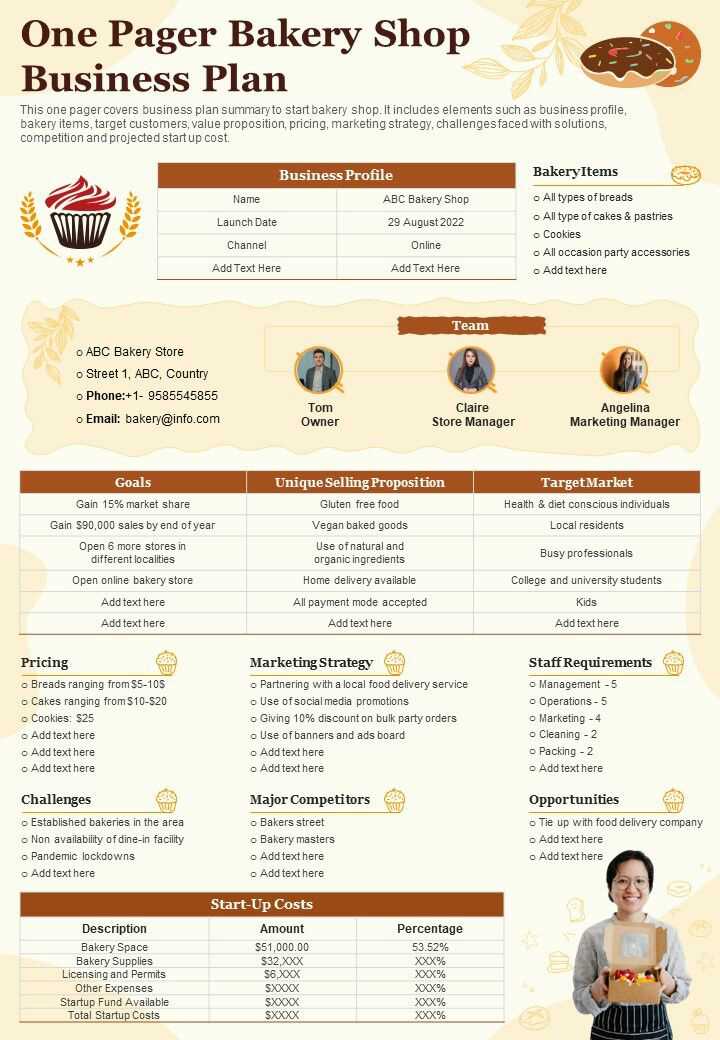 One Pager Bakery Shop
Business Plan
This one pager covers business plan summary to start bakery shop. It includes elements such as business profile,
bakery items, target customers, value proposition, pricing, marketing strategy, challenges faced with solutions,
competition and projected start up cost.
Business Profile
Name ABC Bakery Shop
Launch Date 29 August 2022
Channel Online
Add Text Here Add Text Here
Bakery Items
All types of breads
All type of cakes & pastries
Cookies
All occasion party accessories
Add text here
ABC Bakery Store
Street 1, ABC, Country
Phone:+1- 9585545855
Email: bakery@info.com
Team
Tom
Owner
Claire
Store Manager
Angelina
Marketing Manager
Goals Unique Selling Proposition Target Market
Gain 15% market share Gluten free food Health & diet conscious individuals
Gain $90,000 sales by end of year Vegan baked goods Local residents
Open 6 more stores in
different localities
Use of natural and
organic ingredients
Busy professionals
Open online bakery store Home delivery available College and university students
Add text here All payment mode accepted Kids
Add text here Add text here Add text here
Pricing
Breads ranging from $5-10$
Cakes ranging from $10-$20
Cookies: $25
Add text here
Add text here
Add text here
Marketing Strategy
Partnering with a local food delivery service
Use of social media promotions
Giving 10% discount on bulk party orders
Use of banners and ads board
Add text here
Add text here
Staff Requirements
Management - 5
Operations - 5
Marketing - 4
Cleaning - 2
Packing - 2
Add text here
Challenges
Established bakeries in the area
Non availability of dine-in facility
Pandemic lockdowns
Add text here
Major Competitors
Bakers street
Bakery masters
Add text here
Add text here
Opportunities
Tie up with food delivery company
Add text here
Add text here
Start-Up Costs
Description Amount Percentage
Bakery Space $51,000.00 53.52%
Bakery Supplies $32,XXX XXX%
Licensing and Permits $6,XXX XXX%
Other Expenses $XXXX XXX%
Startup Fund Available $XXXX XXX%
Total Startup Costs $XXXX XXX%